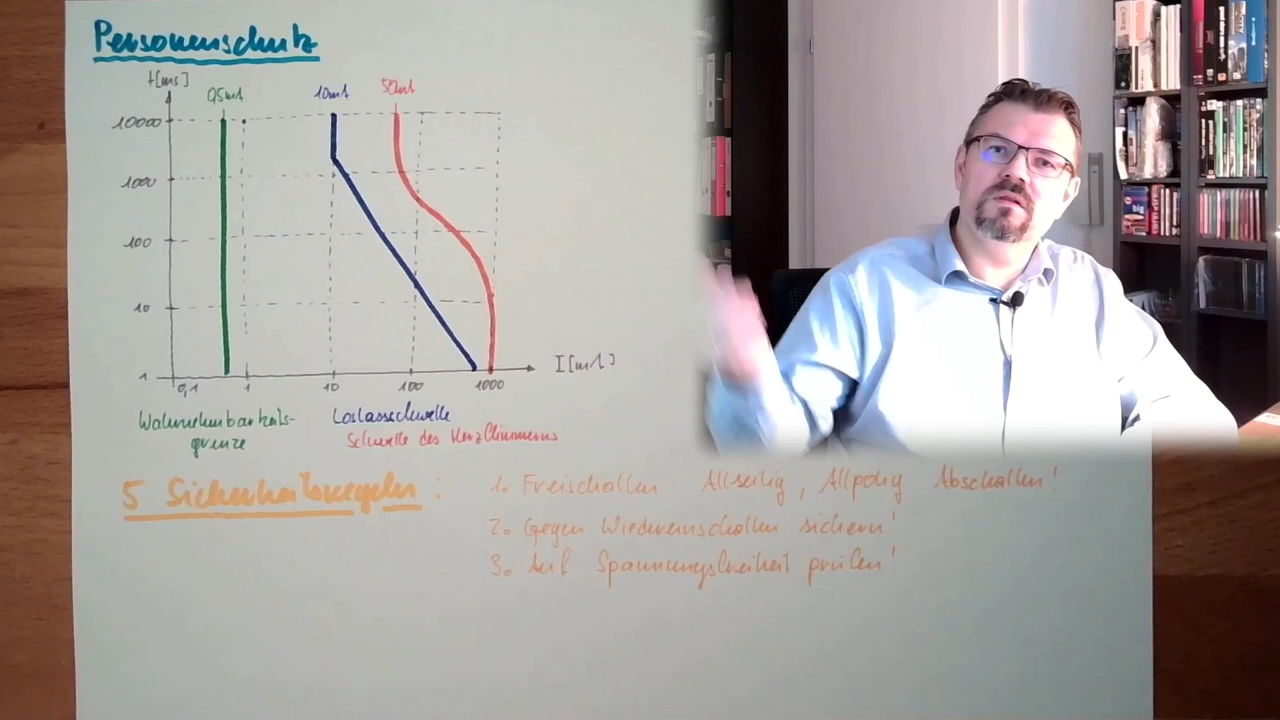 Personenschutz
t[ms]
0,5mA 10mA 50mA
10000
1000
100
10
1
0,1 1 10 100 1000 I[mA]
Wahrnehmbarkeits-
grenze
Loslassschwelle
Schwelle des Herzflimmerns
5 Sicherheitsregeln:
1. Freischalten: Allseitig, Allpolig Abschalten!
2. Gegen Wiedereinschalten sichern!
3. Auf Spannungsfreiheit prüfen!
big